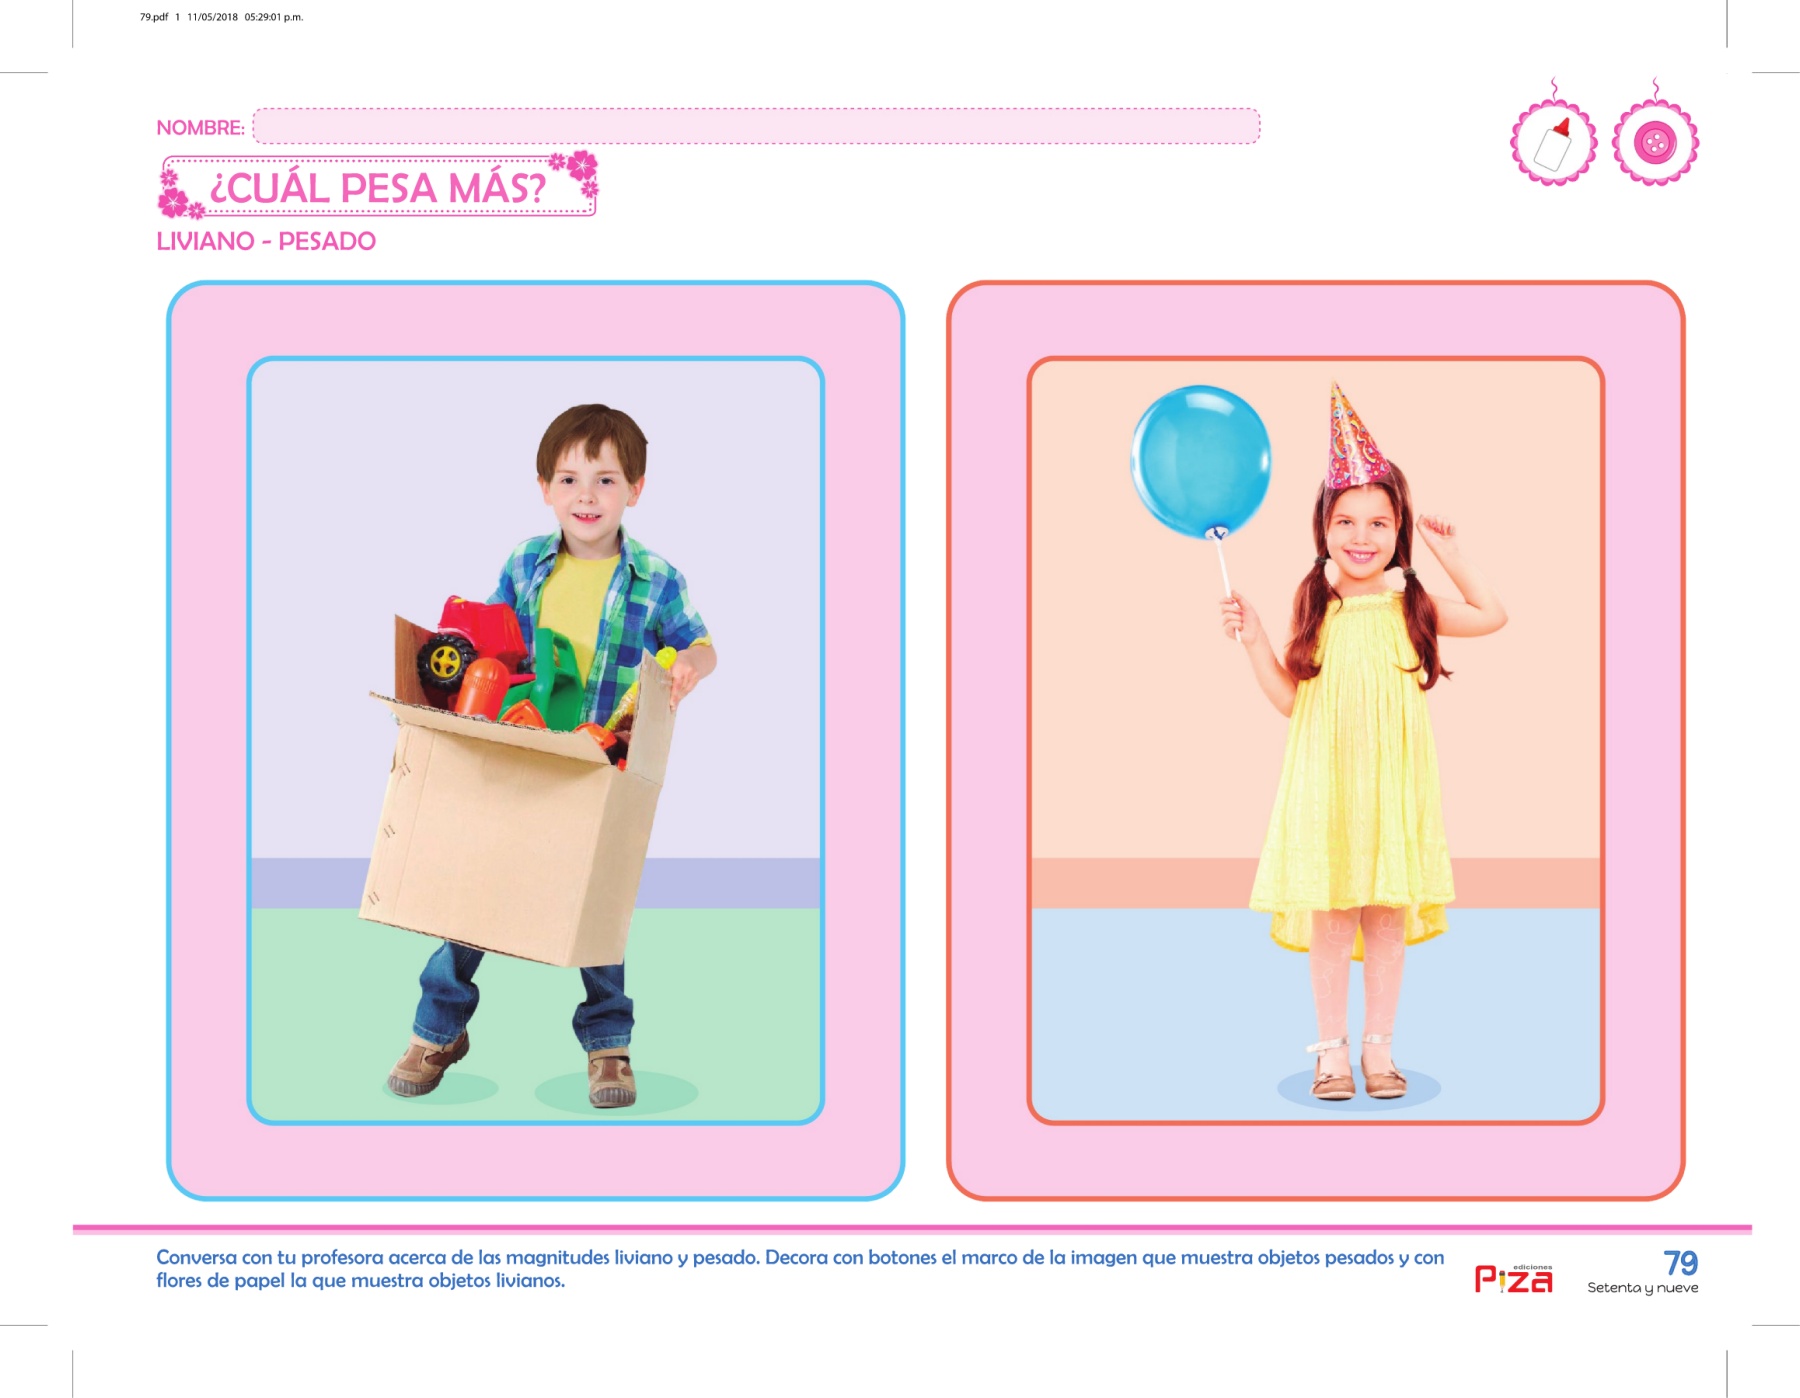 79.pdf 1 11/05/2018 05:29:01 p.m.
NOMBRE:
¿CUÁL PESA MÁS?
LIVIANO - PESADO
Conversa con tu profesora acerca de las magnitudes liviano y pesado. Decora con botones el marco de la imagen que muestra objetos pesados y con
flores de papel la que muestra objetos livianos.
ediciones
Piza
79
Setenta y nueve